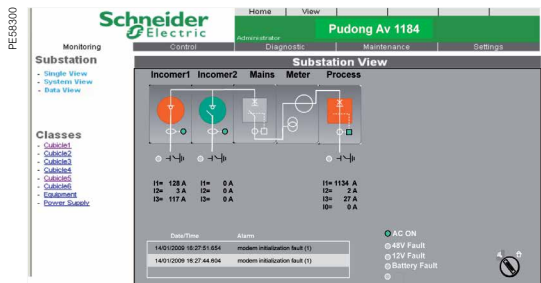 PE58300
Schneider
Electric
Home View
Administrator
Pudong Av 1184
Monitoring Control Diagnostic Maintenance Settings
Substation
- Single View
- System View
- Data View
Classes
- Cubicle1
- Cubicle2
- Cubicle3
- Cubicle4
- Cubicle5
- Cubicle6
- Equipment
- Power Supply
Substation View
Incomer1 Incomer2 Mains Meter Process
I1= 128 A I1= 0 A I1= 1134 A
I2= 3 A I2= 0 A I2= 2 A
I3= 117 A I3= 0 A I3= 27 A
I0= 0 A
Date/Time Alarm
14/01/2009 16:27:51.654 modem initialization fault (1)
14/01/2009 16:27:44.604 modem initialization fault (1)
AC ON
48V Fault
12V Fault
Battery Fault